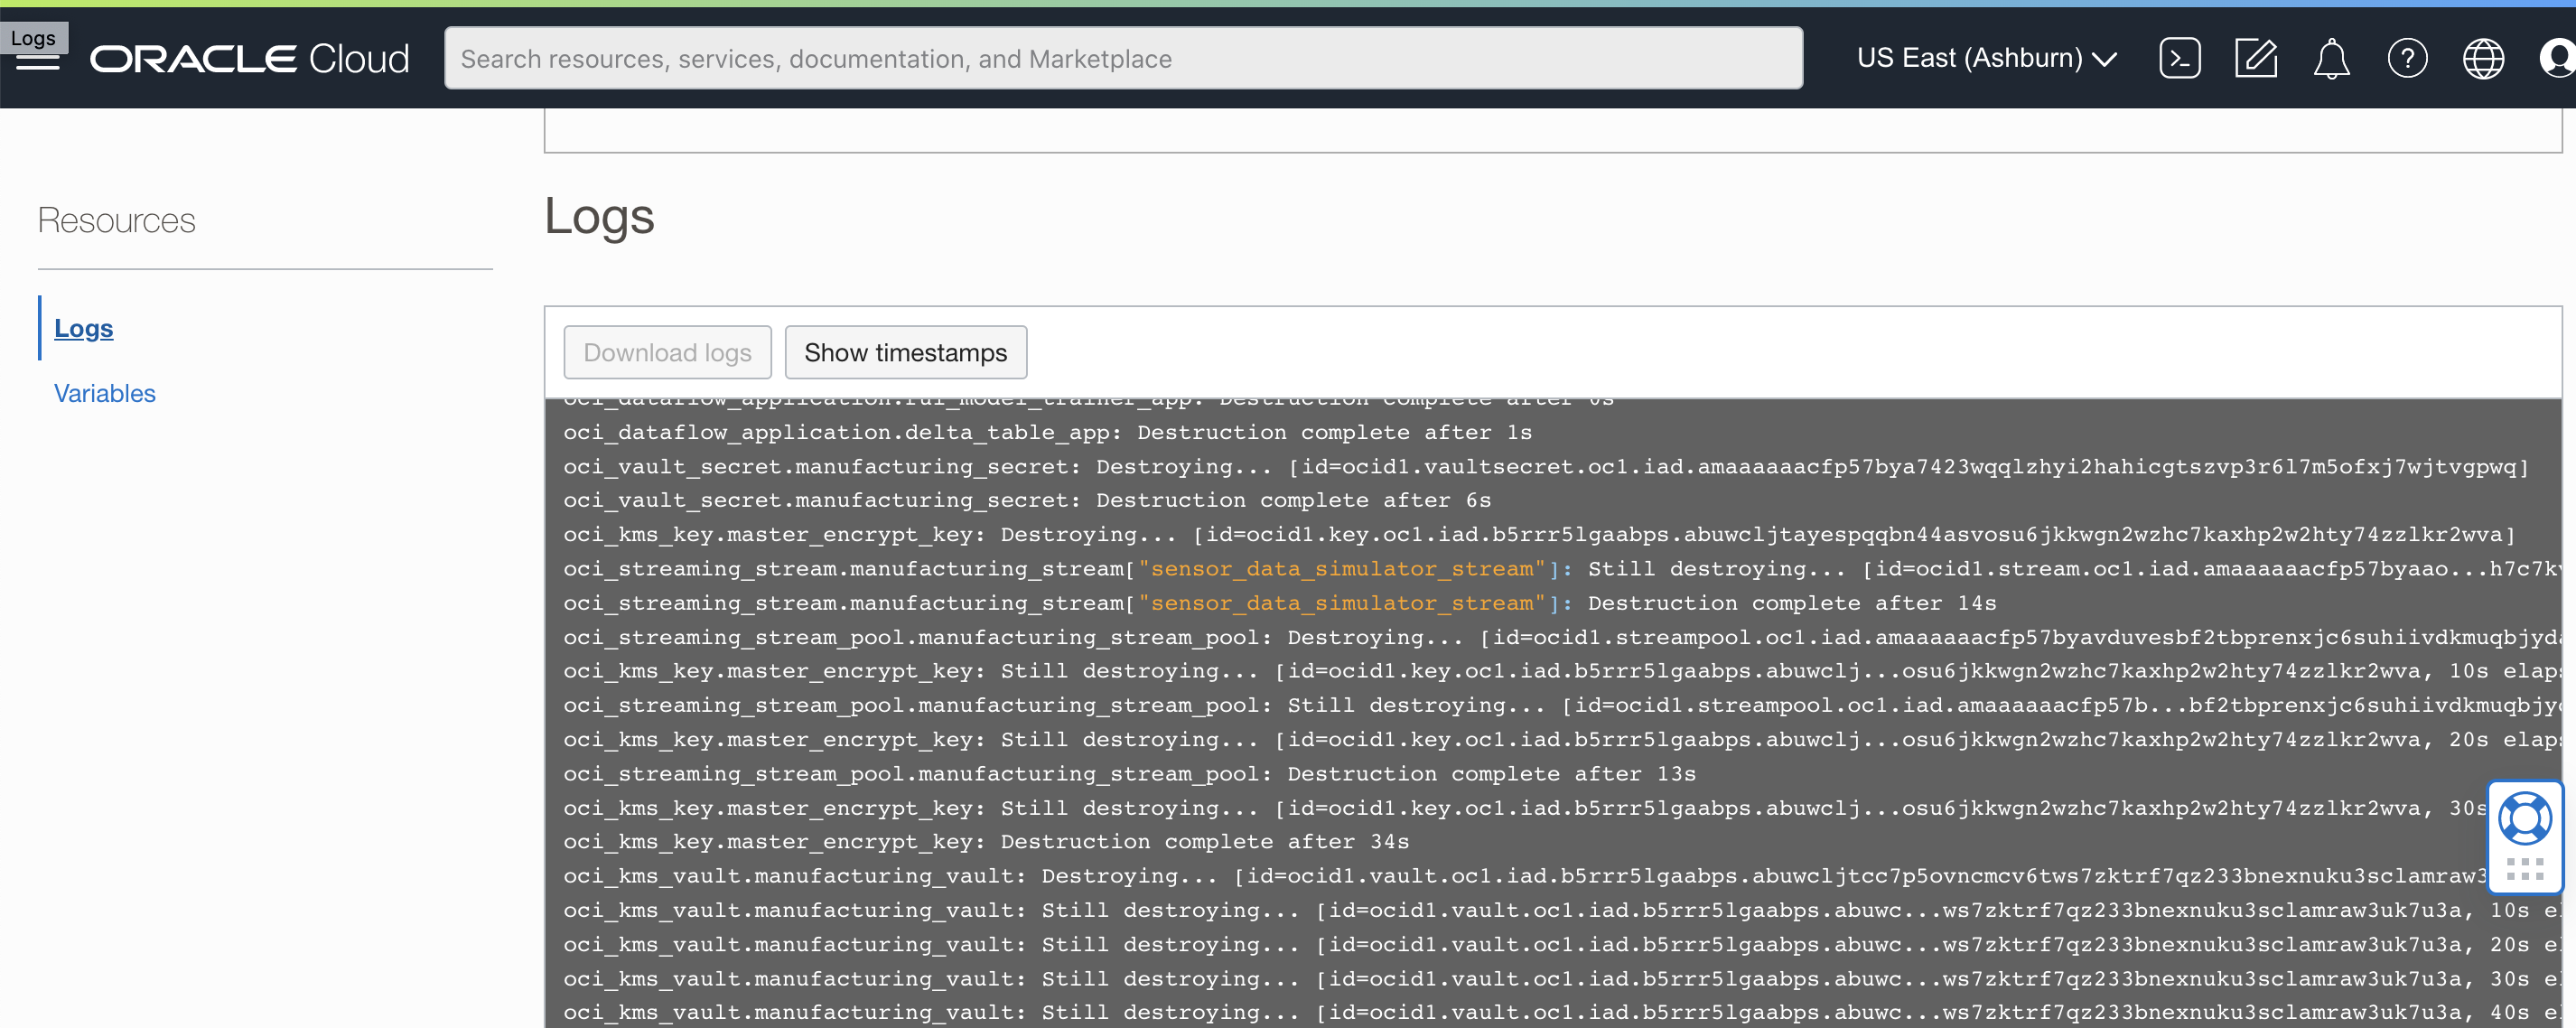 Logs
ORACLE Cloud
Search resources, services, documentation, and Marketplace
US East (Ashburn)
Resources
Logs
Variables
Logs
Download logs
Show timestamps
oci_dataflow_application.rul_model_trainer_app: Destruction complete after 0s
oci_dataflow_application.delta_table_app: Destruction complete after 1s
oci_vault_secret.manufacturing_secret: Destroying... [id=ocid1.vaultsecret.oc1.iad.amaaaaaacfp57bya7423wqqlzhyi2hahicgtszvp3r6l7m5ofxj7wjtvgpwq]
oci_vault_secret.manufacturing_secret: Destruction complete after 6s
oci_kms_key.master_encrypt_key: Destroying... [id=ocid1.key.oc1.iad.b5rrr5lgaabps.abuwcljtayespqqbn44asvosu6jkkwgn2wzhc7kaxhp2w2hty74zzlkr2wva]
oci_streaming_stream.manufacturing_stream["sensor_data_simulator_stream"]: Still destroying... [id=ocid1.stream.oc1.iad.amaaaaaacfp57byaao...h7c7k
oci_streaming_stream.manufacturing_stream["sensor_data_simulator_stream"]: Destruction complete after 14s
oci_streaming_stream_pool.manufacturing_stream_pool: Destroying... [id=ocid1.streampool.oc1.iad.amaaaaaacfp57byavduvesbf2tbprenxjc6suhiivdkmuqbjyd
oci_kms_key.master_encrypt_key: Still destroying... [id=ocid1.key.oc1.iad.b5rrr5lgaabps.abuwclj...osu6jkkwgn2wzhc7kaxhp2w2hty74zzlkr2wva, 10s elaps
oci_streaming_stream_pool.manufacturing_stream_pool: Still destroying... [id=ocid1.streampool.oc1.iad.amaaaaaacfp57b...bf2tbprenxjc6suhiivdkmuqbjy
oci_kms_key.master_encrypt_key: Still destroying... [id=ocid1.key.oc1.iad.b5rrr5lgaabps.abuwclj...osu6jkkwgn2wzhc7kaxhp2w2hty74zzlkr2wva, 20s elaps
oci_streaming_stream_pool.manufacturing_stream_pool: Destruction complete after 13s
oci_kms_key.master_encrypt_key: Still destroying... [id=ocid1.key.oc1.iad.b5rrr5lgaabps.abuwclj...osu6jkkwgn2wzhc7kaxhp2w2hty74zzlkr2wva, 30s
oci_kms_key.master_encrypt_key: Destruction complete after 34s
oci_kms_vault.manufacturing_vault: Destroying... [id=ocid1.vault.oc1.iad.b5rrr5lgaabps.abuwcljtcc7p5ovncmcv6tws7zktrf7qz233bnexnuku3sclamraw3
oci_kms_vault.manufacturing_vault: Still destroying... [id=ocid1.vault.oc1.iad.b5rrr5lgaabps.abuwc...ws7zktrf7qz233bnexnuku3sclamraw3uk7u3a, 10s e
oci_kms_vault.manufacturing_vault: Still destroying... [id=ocid1.vault.oc1.iad.b5rrr5lgaabps.abuwc...ws7zktrf7qz233bnexnuku3sclamraw3uk7u3a, 20s e
oci_kms_vault.manufacturing_vault: Still destroying... [id=ocid1.vault.oc1.iad.b5rrr5lgaabps.abuwc...ws7zktrf7qz233bnexnuku3sclamraw3uk7u3a, 30s e
oci_kms_vault.manufacturing_vault: Still destroying... [id=ocid1.vault.oc1.iad.b5rrr5lgaabps.abuwc...ws7zktrf7qz233bnexnuku3sclamraw3uk7u3a, 40s e